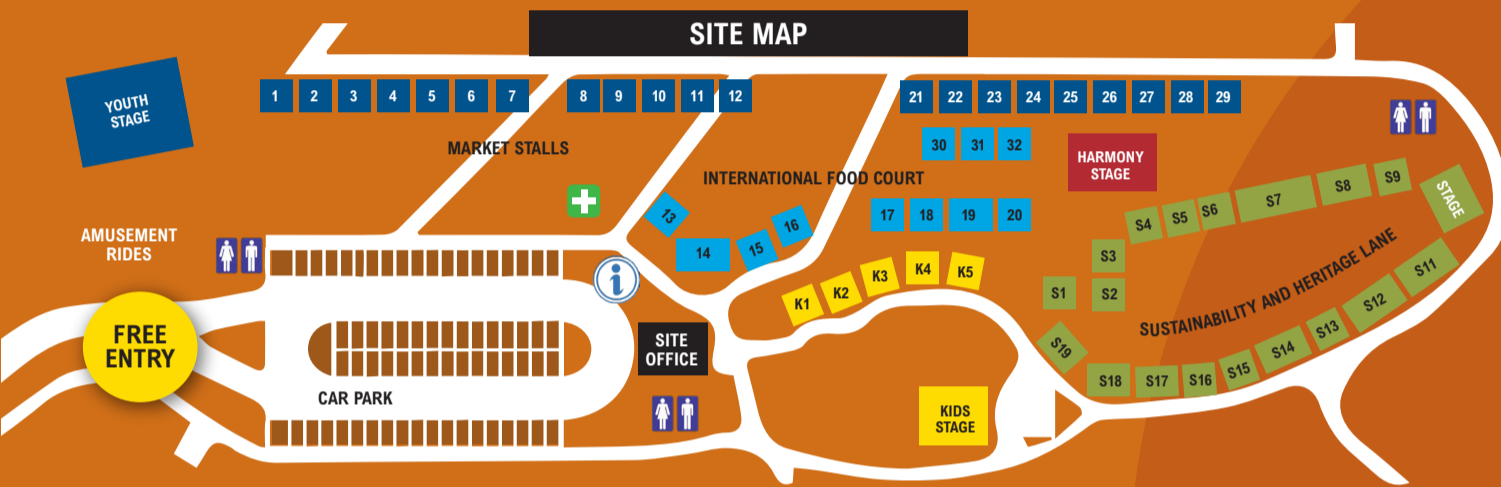 SITE MAP
YOUTH
STAGE
1 2 3 4 5 6 7 8 9 10 11 12 21 22 23 24 25 26 27 28 29
MARKET STALLS
30 31 32
HARMONY
STAGE
INTERNATIONAL FOOD COURT
13 14 15 16 17 18 19 20
S4 S5 S6 S7 S8 S9
STAGE
AMUSEMENT
RIDES
i
K1 K2 K3 K4 K5
S3
S1 S2
SUSTAINABILITY AND HERITAGE LANE
S11
S12
S13
S14
S15
S16
S17
S18
S19
FREE
ENTRY
SITE
OFFICE
CAR PARK
KIDS
STAGE